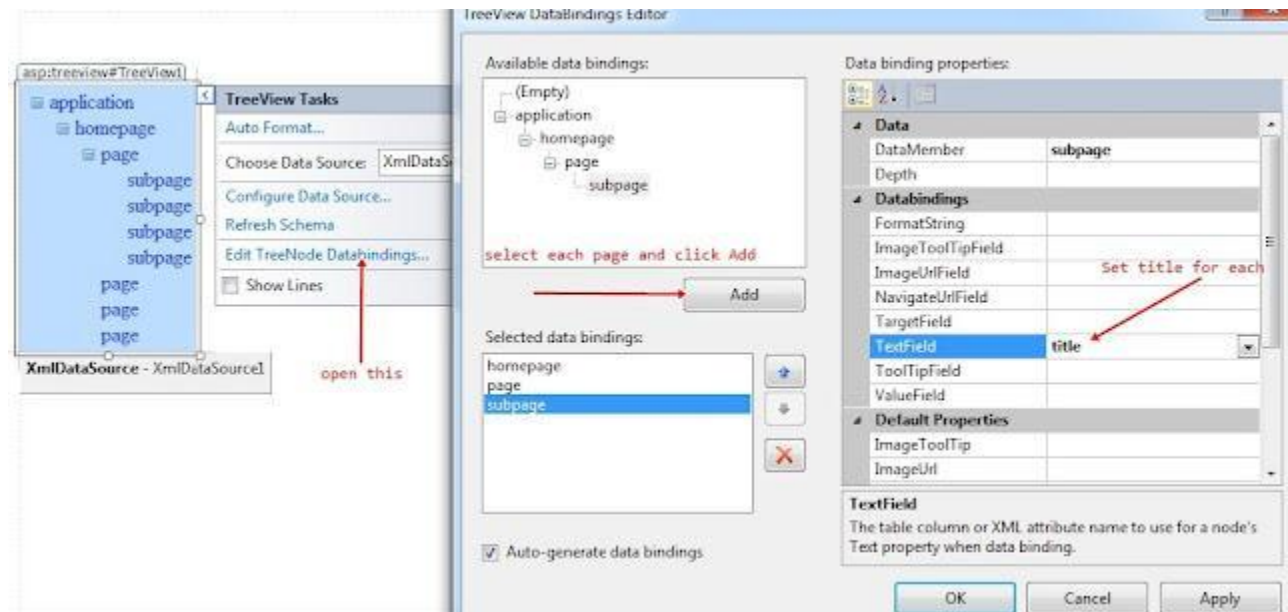 TreeView DataBindings Editor
asp:treeview#TreeView1
application
homepage
page
subpage
subpage
subpage
subpage
page
page
page
XmlDataSource - XmlDataSource1
TreeView Tasks
Auto Format...
Choose Data Source: XmlDataS
Configure Data Source...
Refresh Schema
Edit TreeNode Databindings...
Show Lines
open this
Available data bindings:
(Empty)
application
homepage
page
subpage
select each page and click Add
Add
Selected data bindings:
homepage
page
subpage
Auto-generate data bindings
Data binding properties:
Data
DataMember subpage
Depth
Databindings
FormatString
ImageToolTipField
ImageUrlField
NavigateUrlField
TargetField
TextField title
ToolTipField
ValueField
Default Properties
ImageToolTip
ImageUrl
Set title for each
TextField
The table column or XML attribute name to use for a node's
Text property when data binding.
OK Cancel Apply